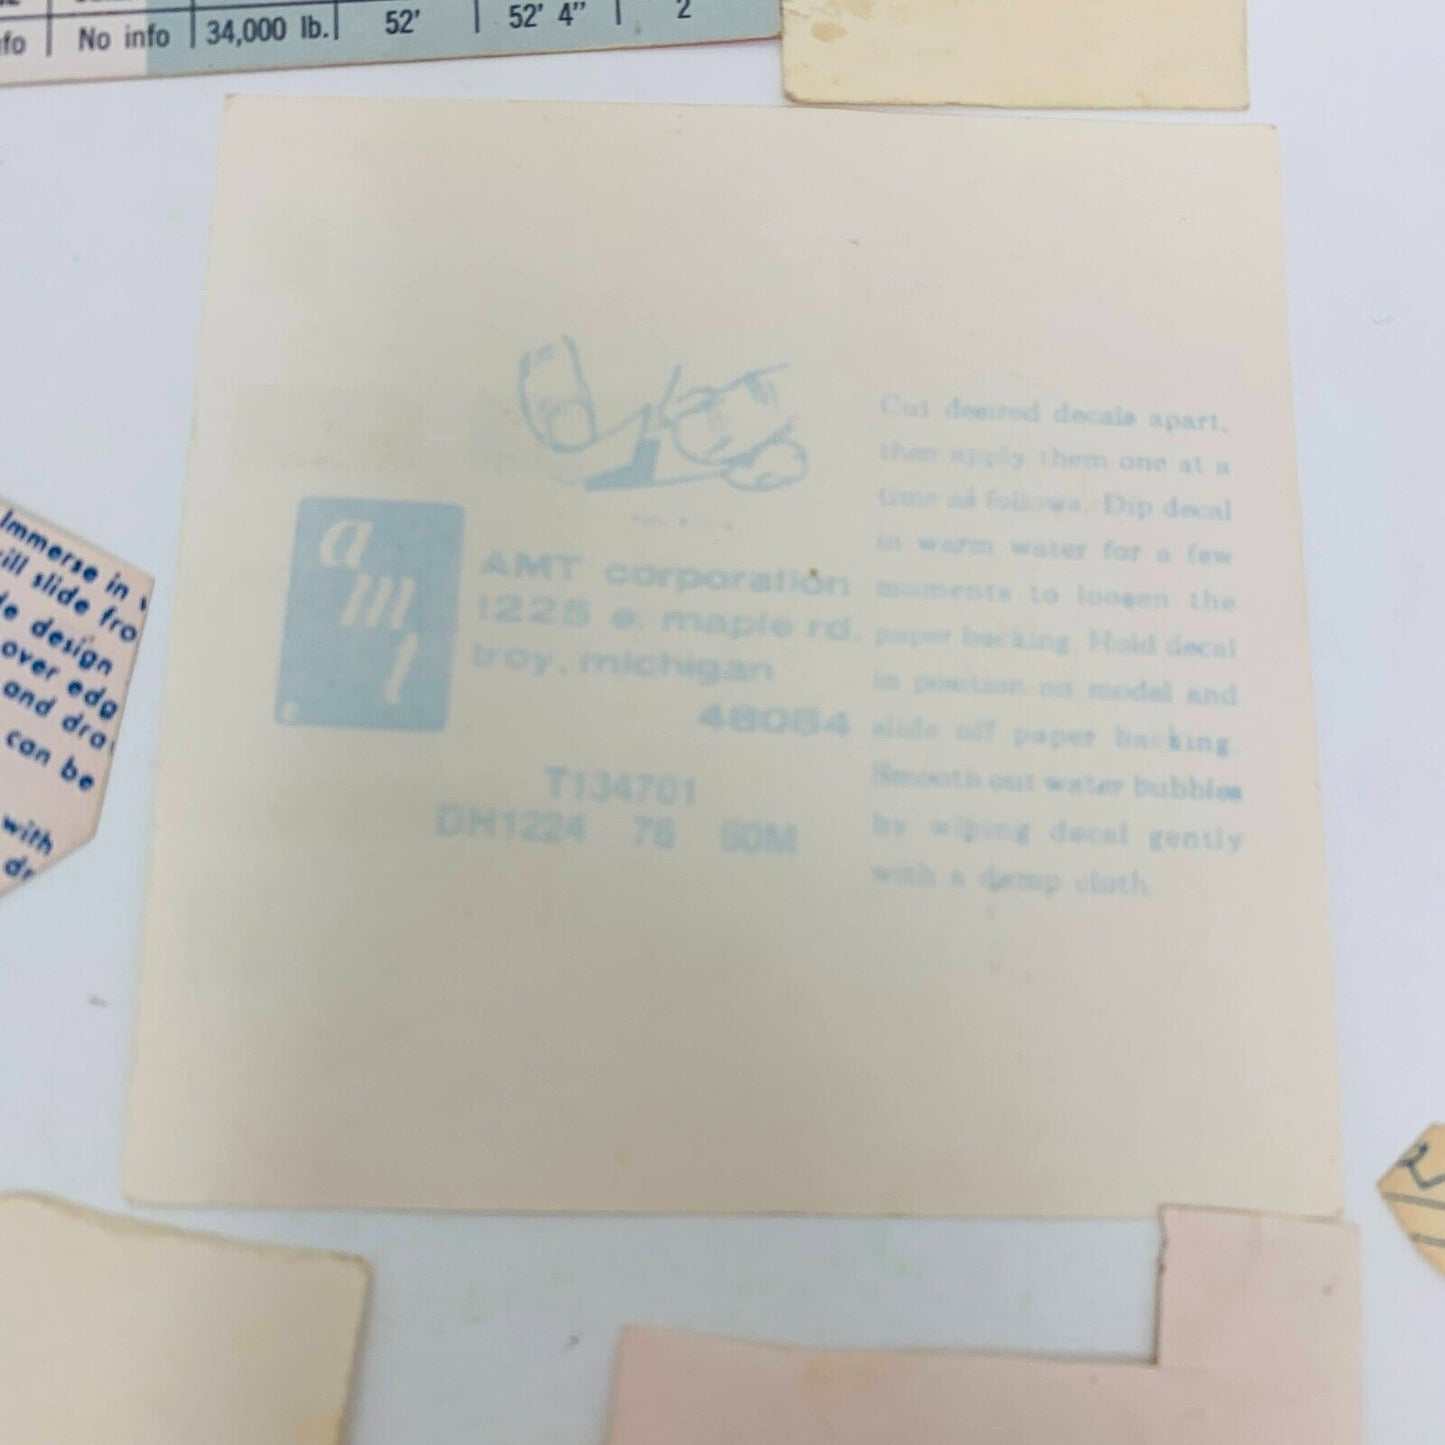 fo No info 34,000 lb. 52' 52' 4" 2
Immerse in
ill slide fro
e design
over edg
and dra
can be
with
dr
a
m
t
AMT corporation
1225 e. maple rd.
troy, michigan
48084
T134701
DH1224 76 60M
Cut desired decals apart,
then apply them one at a
time as follows. Dip decal
in warm water for a few
moments to loosen the
paper backing. Hold decal
in position on model and
slide off paper backing.
Smooth out water bubbles
by wiping decal gently
with a damp cloth.